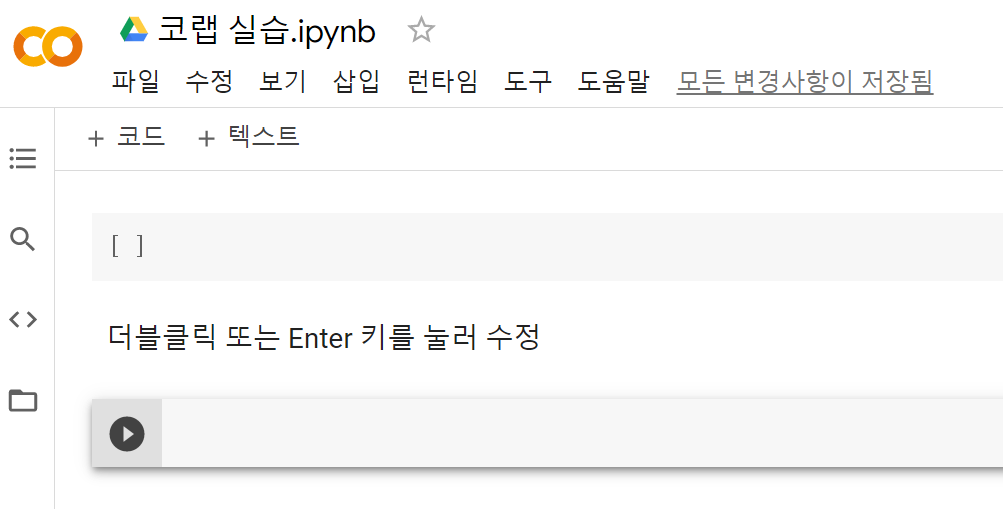 코랩 실습.ipynb
파일 수정 보기 삽입 런타임 도구 도움말 모든 변경사항이 저장됨
+ 코드 + 텍스트
[ ]
더블클릭 또는 Enter 키를 눌러 수정